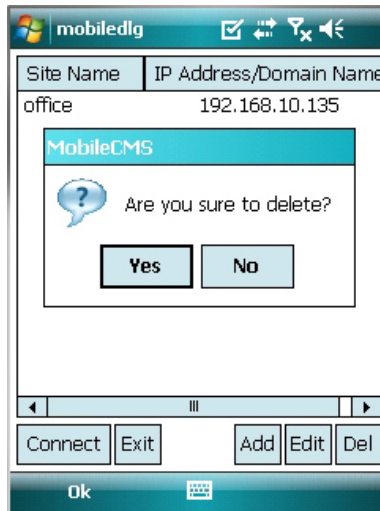 mobiledlg
Site Name IP Address/Domain Name
office 192.168.10.135
MobileCMS
Are you sure to delete?
Yes No
Connect Exit Add Edit Del
Ok